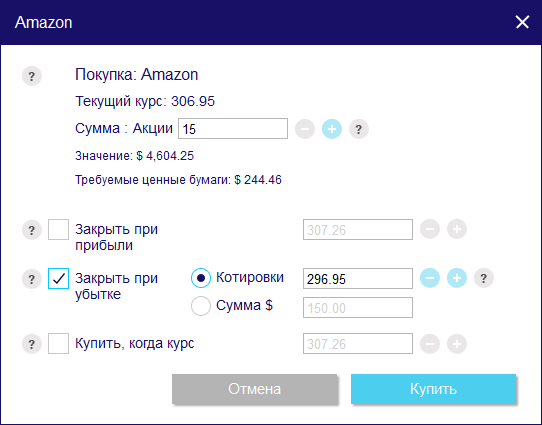 Amazon
? Покупка: Amazon
Текущий курс: 306.95
Сумма : Акции 15 ?
Значение: $ 4,604.25
Требуемые ценные бумаги: $ 244.46
? Закрыть при 307.26
прибыли
? Закрыть при Котировки 296.95 ?
убытке Сумма $ 150.00
? Купить, когда курс 307.26
Отмена Купить